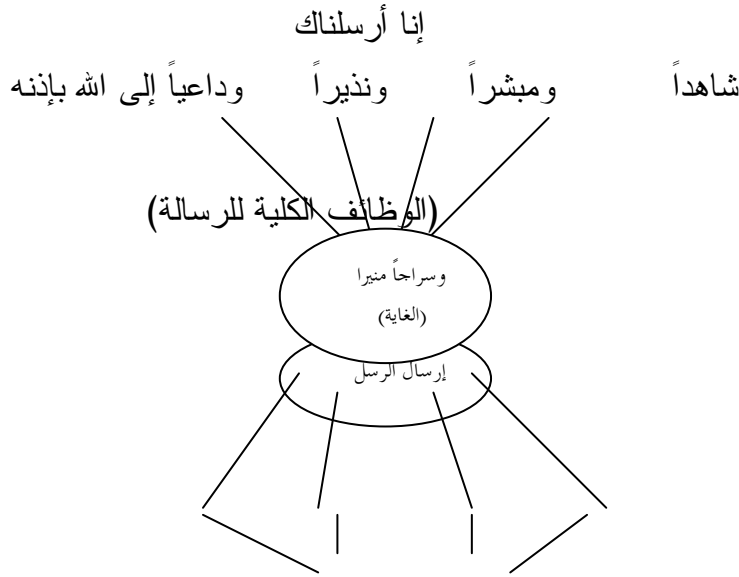 إنا أرسلناك
شاهداً ومبشراً ونذيراً وداعياً إلى الله بإذنه
(الوظائف الكلية للرسالة)
وسراجاً منيرا
(الغاية)
إرسال الرسل